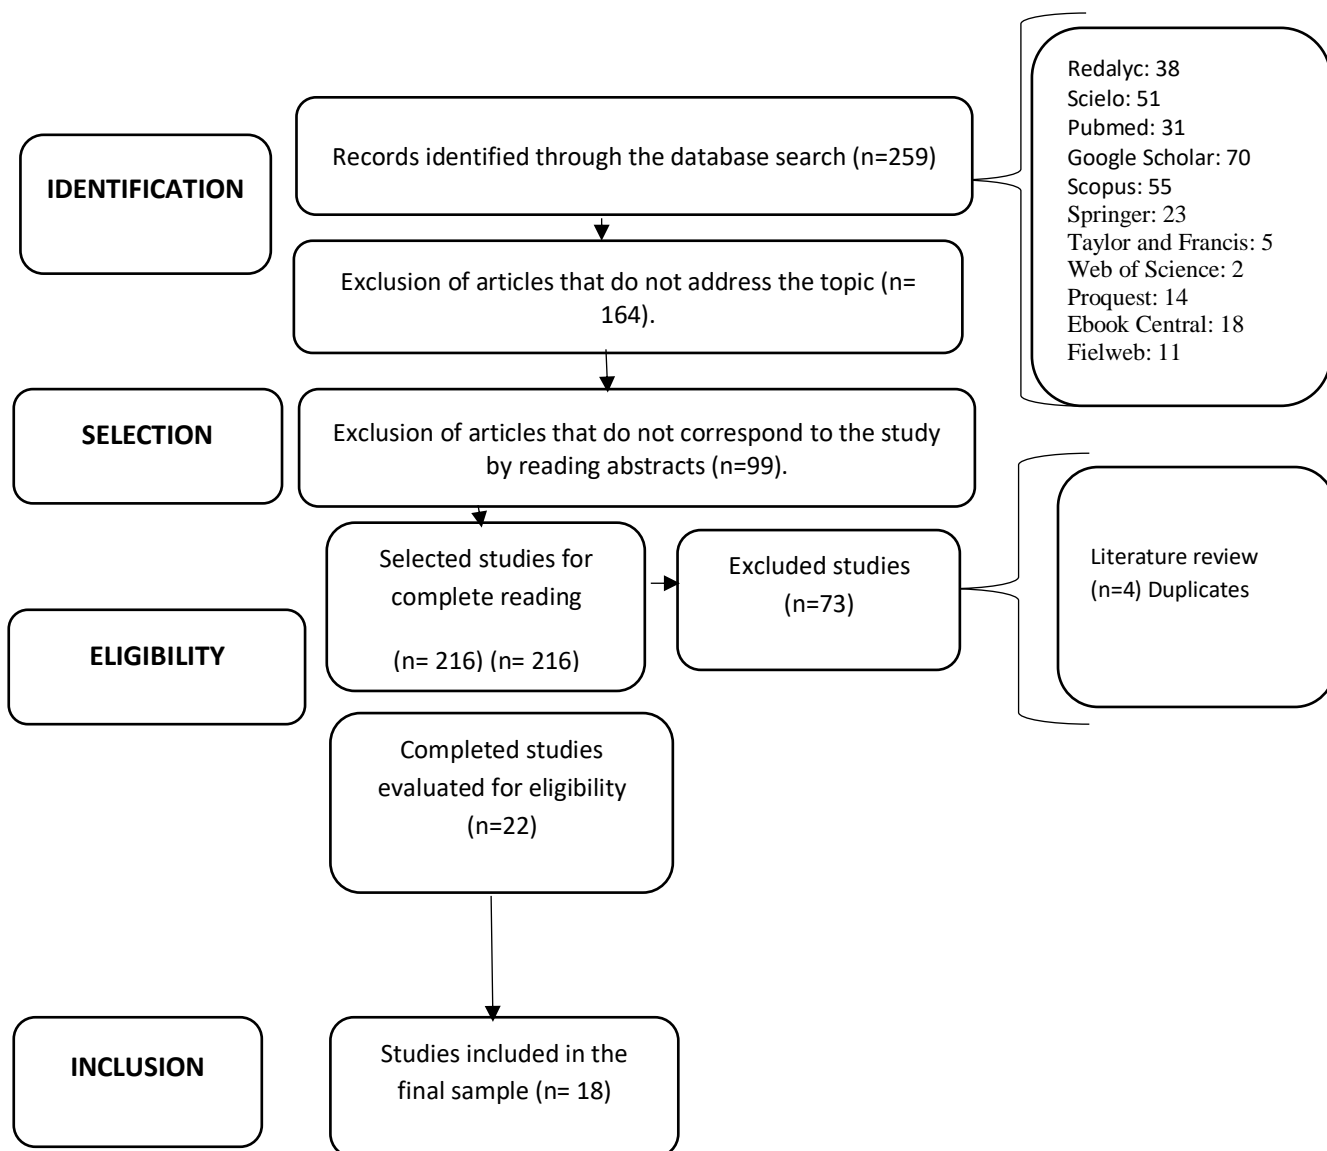 IDENTIFICATION
Records identified through the database search (n=259)
Redalyc: 38
Scielo: 51
Pubmed: 31
Google Scholar: 70
Scopus: 55
Springer: 23
Taylor and Francis: 5
Web of Science: 2
Proquest: 14
Ebook Central: 18
Fielweb: 11
Exclusion of articles that do not address the topic (n=
164).
SELECTION
Exclusion of articles that do not correspond to the study
by reading abstracts (n=99).
ELIGIBILITY
Selected studies for
complete reading
(n= 216) (n= 216)
Excluded studies
(n=73)
Literature review
(n=4) Duplicates
Completed studies
evaluated for eligibility
(n=22)
INCLUSION
Studies included in the
final sample (n= 18)